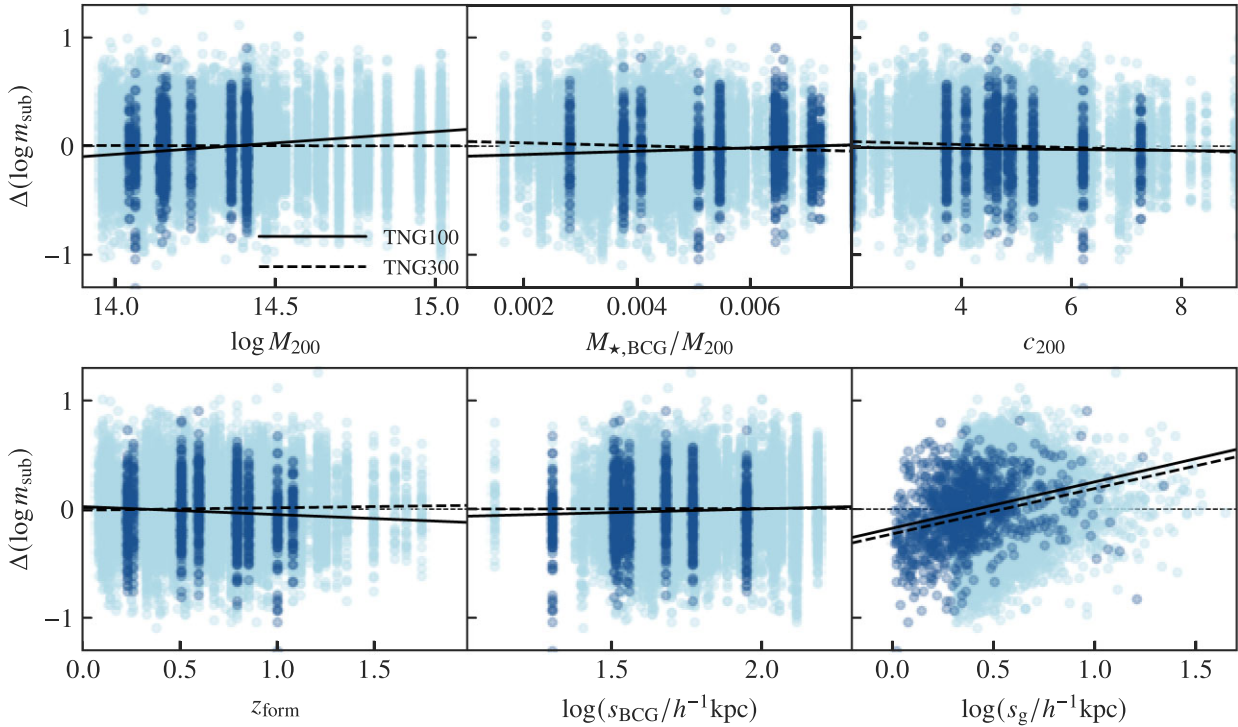 1
0
−1
Δ(log m_sub)
TNG100
TNG300
14.0 14.5 15.0
0.002 0.004 0.006
4 6 8
log M_200
M_⋆,BCG/M_200
c_200
1
0
−1
Δ(log m_sub)
0.0 0.5 1.0 1.5
1.5 2.0
0.0 0.5 1.0 1.5
z_form
log(s_BCG/h^−1kpc)
log(s_g/h^−1kpc)